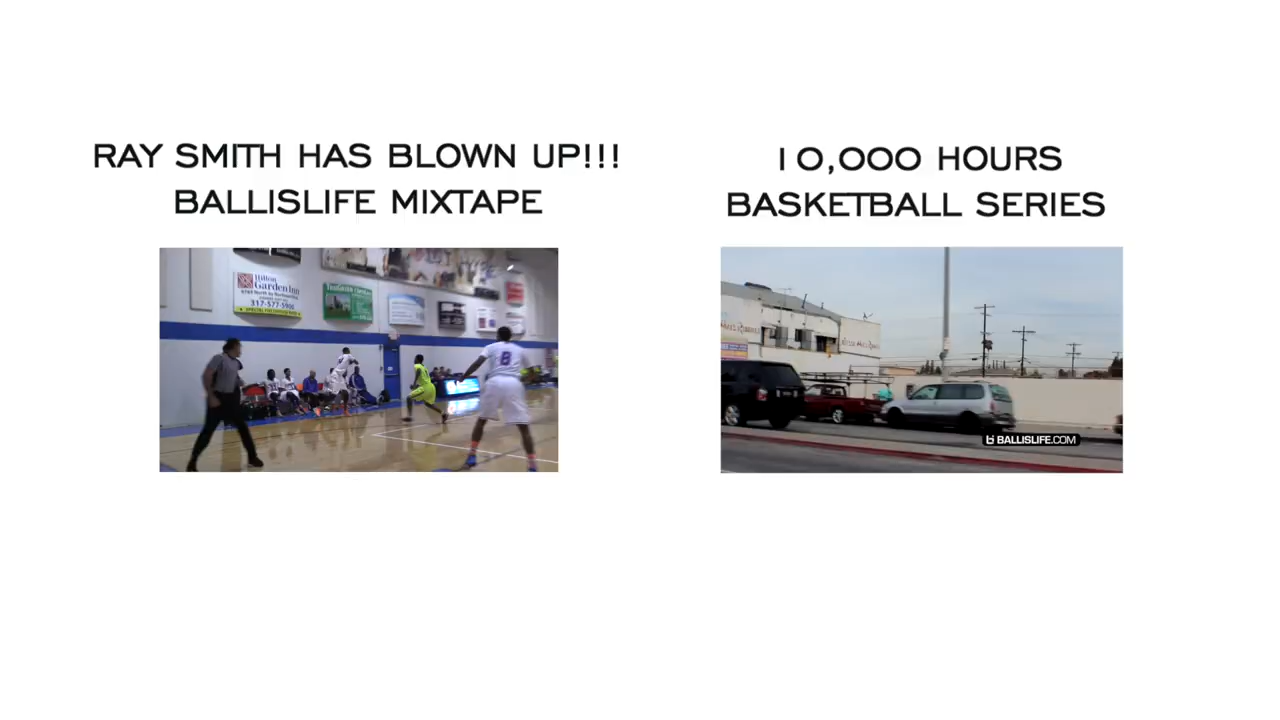 RAY SMITH HAS BLOWN UP!!!
BALLISLIFE MIXTAPE
10,000 HOURS
BASKETBALL SERIES
Hilton
Garden Inn
317-577-5900
8
BALLISLIFE.COM